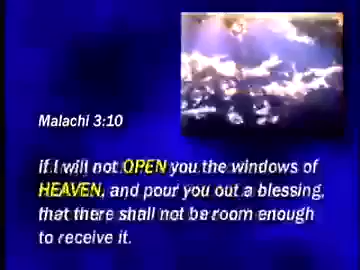 Malachi 3:10
if I will not OPEN you the windows of
HEAVEN, and pour you out a blessing,
that there shall not be room enough
to receive it.